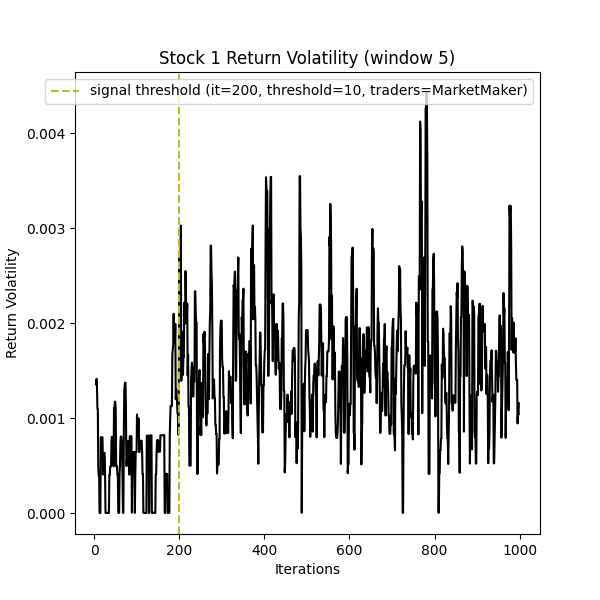 Stock 1 Return Volatility (window 5)
signal threshold (it=200, threshold=10, traders=MarketMaker)
0.004
0.003
0.002
0.001
0.000
Return Volatility
0 200 400 600 800 1000
Iterations